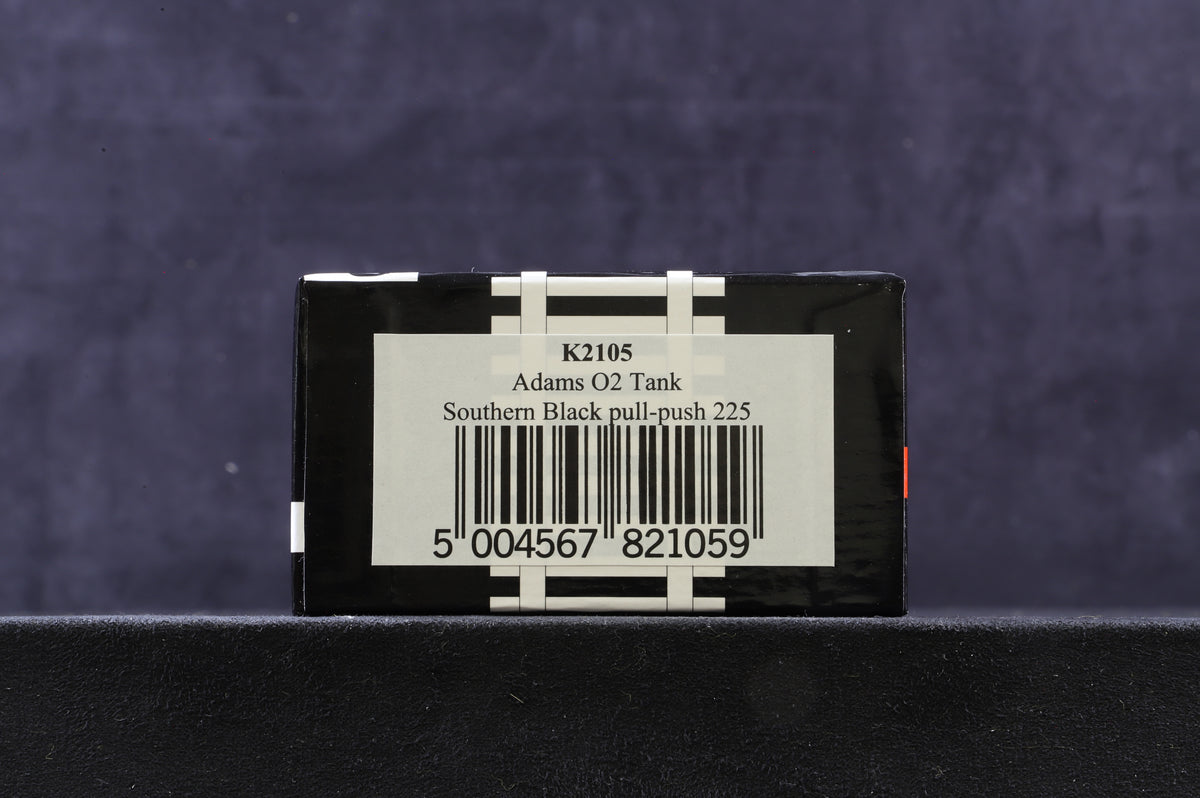 K2105
Adams O2 Tank
Southern Black pull-push 225
5 004567 821059